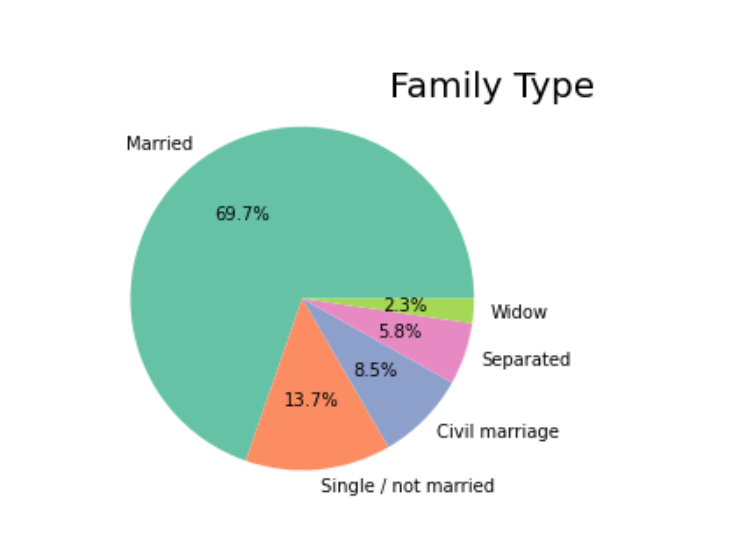 Family Type
Married
69.7%
2.3%
Widow
5.8%
Separated
8.5%
13.7%
Civil marriage
Single / not married